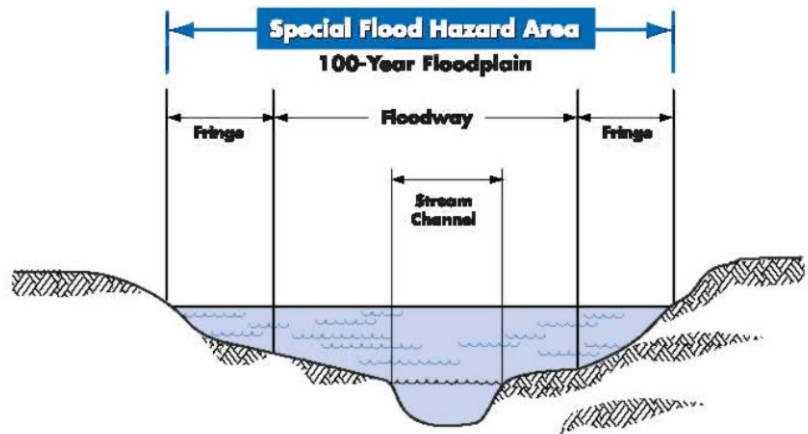 Special Flood Hazard Area
100-Year Floodplain
Fringe
Floodway
Fringe
Stream
Channel